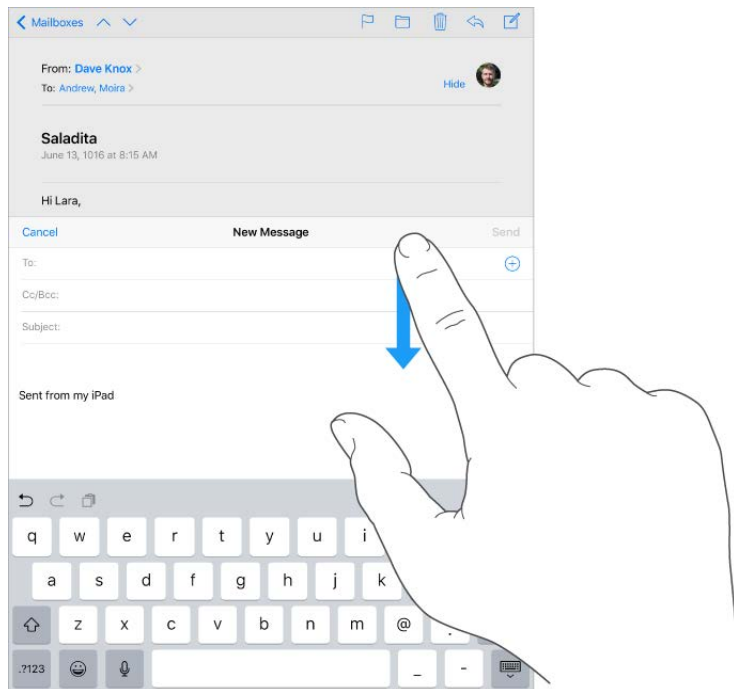 Mailboxes
From: Dave Knox >
Hide
To: Andrew, Moira >
Saladita
June 13, 1016 at 8:15 AM
Hi Lara,
Cancel New Message Send
To:
Cc/Bcc:
Subject:
Sent from my iPad
q w e r t y u i
a s d f g h j k
z x c v b n m @ .
.?123 _ -